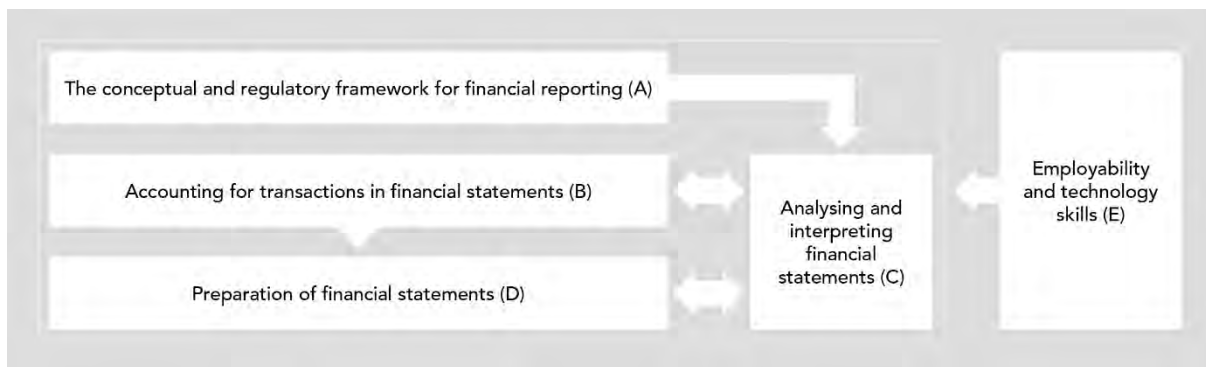 The conceptual and regulatory framework for financial reporting (A)
Accounting for transactions in financial statements (B)
Preparation of financial statements (D)
Analysing and
interpreting
financial
statements (C)
Employability
and technology
skills (E)